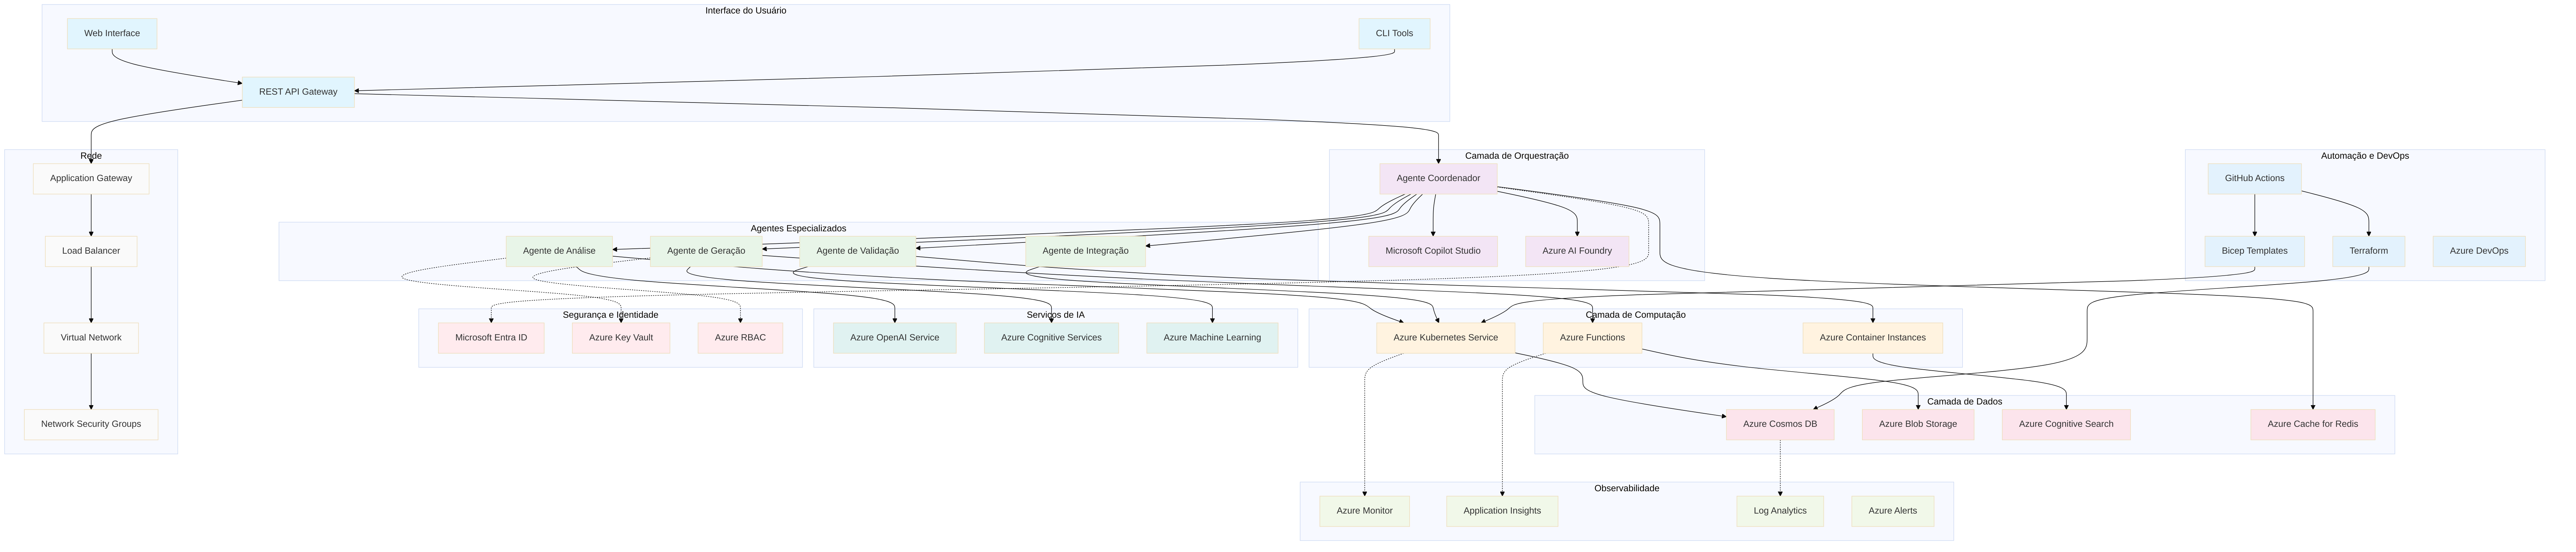 Interface do Usuário
Web Interface
CLI Tools
REST API Gateway
Rede
Application Gateway
Load Balancer
Virtual Network
Network Security Groups
Camada de Orquestração
Agente Coordenador
Microsoft Copilot Studio
Azure AI Foundry
Automação e DevOps
GitHub Actions
Bicep Templates
Terraform
Azure DevOps
Agentes Especializados
Agente de Análise
Agente de Geração
Agente de Validação
Agente de Integração
Segurança e Identidade
Microsoft Entra ID
Azure Key Vault
Azure RBAC
Serviços de IA
Azure OpenAI Service
Azure Cognitive Services
Azure Machine Learning
Camada de Computação
Azure Kubernetes Service
Azure Functions
Azure Container Instances
Camada de Dados
Azure Cosmos DB
Azure Blob Storage
Azure Cognitive Search
Azure Cache for Redis
Observabilidade
Azure Monitor
Application Insights
Log Analytics
Azure Alerts